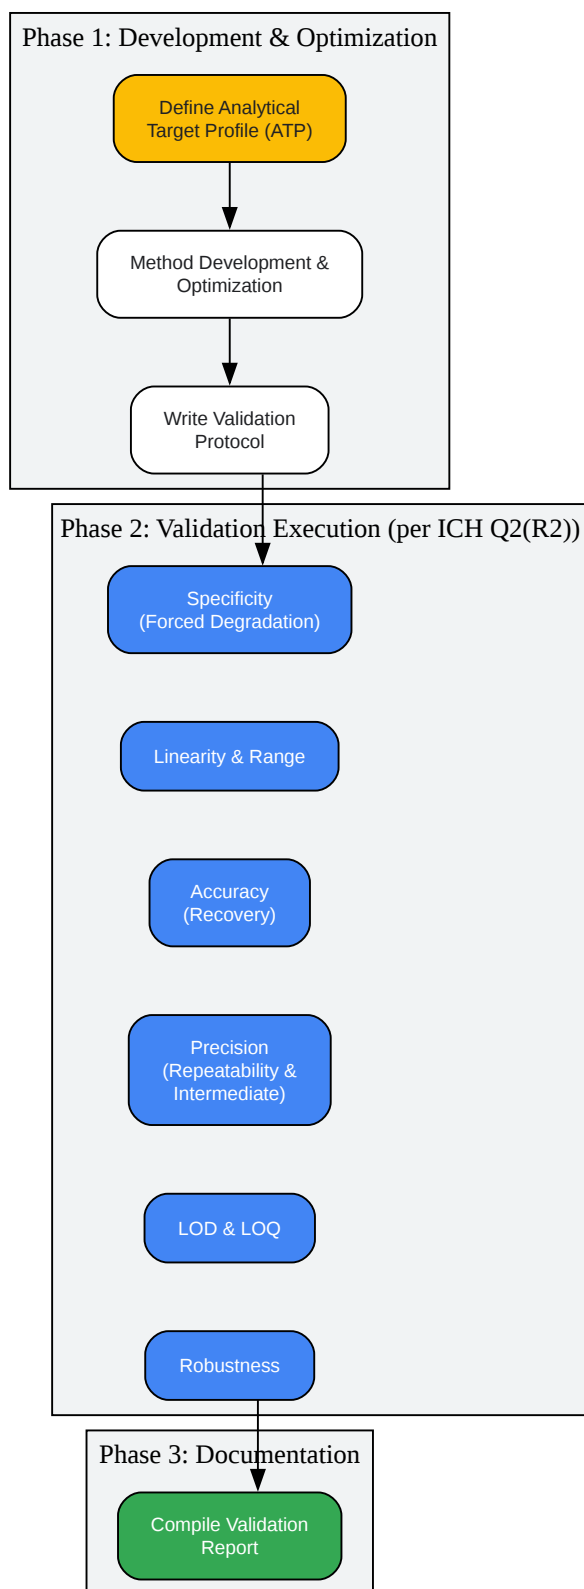 Phase 1: Development & Optimization
Define Analytical
Target Profile (ATP)
Method Development &
Optimization
Write Validation
Protocol
Phase 2: Validation Execution (per ICH Q2(R2))
Specificity
(Forced Degradation)
Linearity & Range
Accuracy
(Recovery)
Precision
(Repeatability &
Intermediate)
LOD & LOQ
Robustness
Phase 3: Documentation
Compile Validation
Report